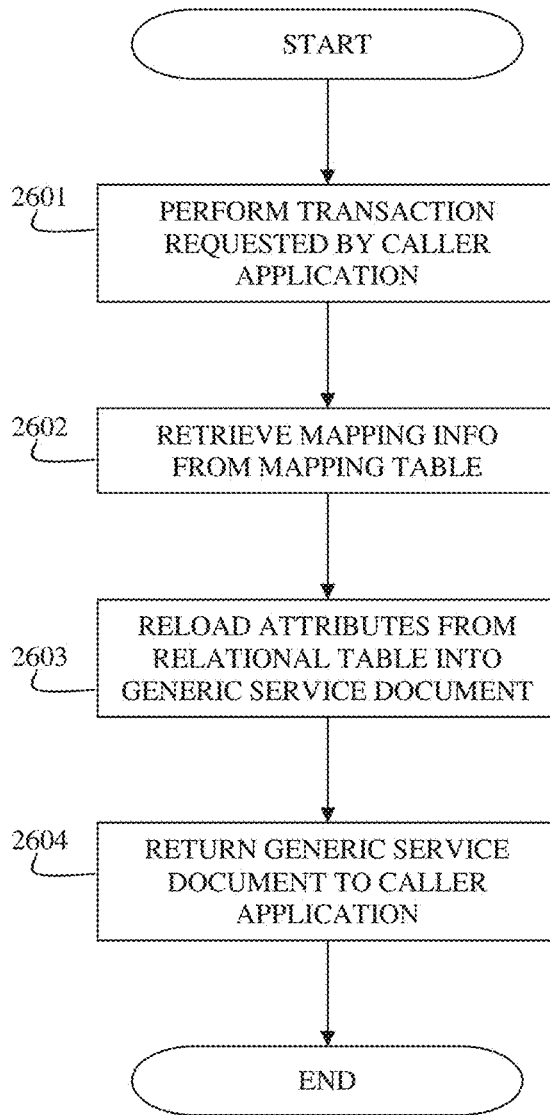 START
2601
PERFORM TRANSACTION
REQUESTED BY CALLER
APPLICATION
2602
RETRIEVE MAPPING INFO
FROM MAPPING TABLE
2603
RELOAD ATTRIBUTES FROM
RELATIONAL TABLE INTO
GENERIC SERVICE DOCUMENT
2604
RETURN GENERIC SERVICE
DOCUMENT TO CALLER
APPLICATION
END